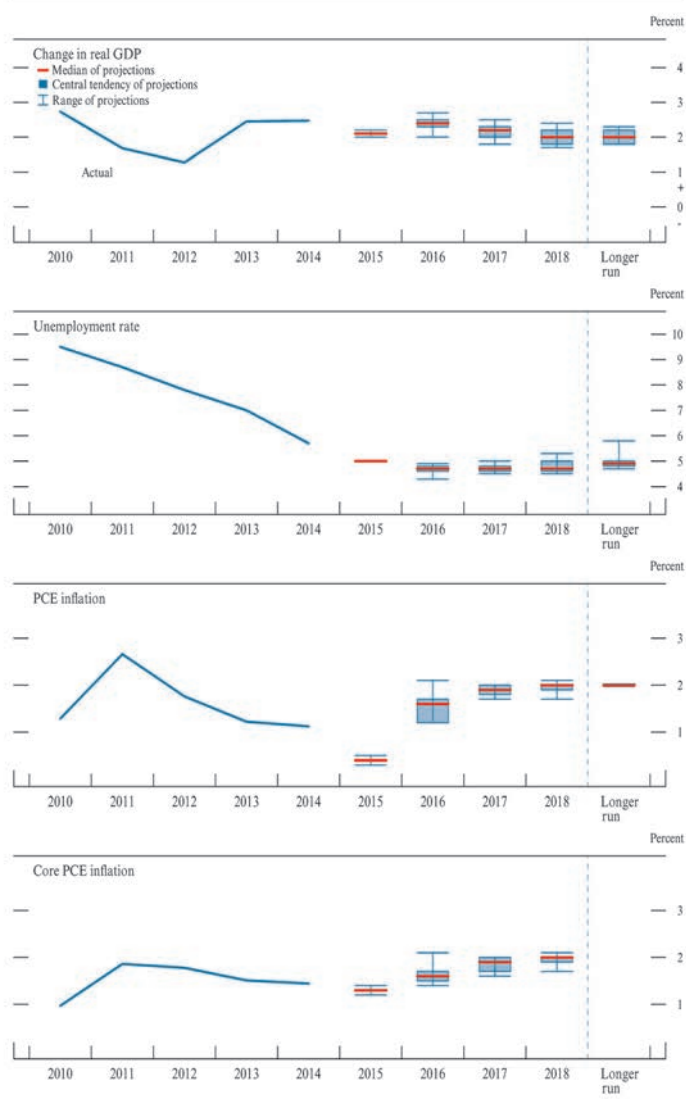 Percent
Change in real GDP
Median of projections
Central tendency of projections
Range of projections
Actual
4
3
2
1
+
0
-
2010 2011 2012 2013 2014 2015 2016 2017 2018 Longer
run
Percent
Unemployment rate
10
9
8
7
6
5
4
2010 2011 2012 2013 2014 2015 2016 2017 2018 Longer
run
Percent
PCE inflation
3
2
1
2010 2011 2012 2013 2014 2015 2016 2017 2018 Longer
run
Percent
Core PCE inflation
3
2
1
2010 2011 2012 2013 2014 2015 2016 2017 2018 Longer
run